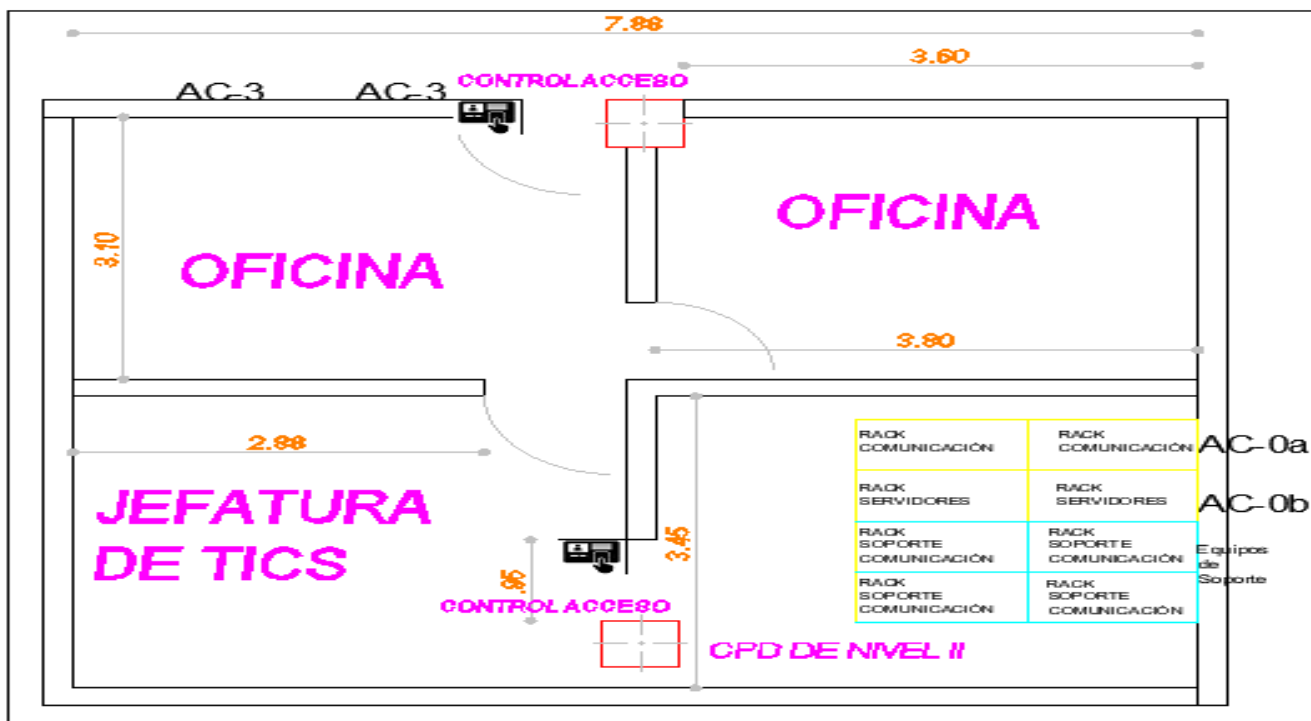 7.88
3.60
CONTROL ACCESO
AC-3
AC-3
OFICINA
OFICINA
3.10
3.80
2.88
JEFATURA
DE TICS
3.45
.95
CONTROL ACCESO
CPD DE NIVEL II
RACK
COMUNICACIÓN
RACK
COMUNICACIÓN
AC-0a
RACK
SERVIDORES
RACK
SERVIDORES
AC-0b
RACK
SOPORTE
COMUNICACIÓN
RACK
SOPORTE
COMUNICACIÓN
Equipos
de
Soporte
RACK
SOPORTE
COMUNICACIÓN
RACK
SOPORTE
COMUNICACIÓN